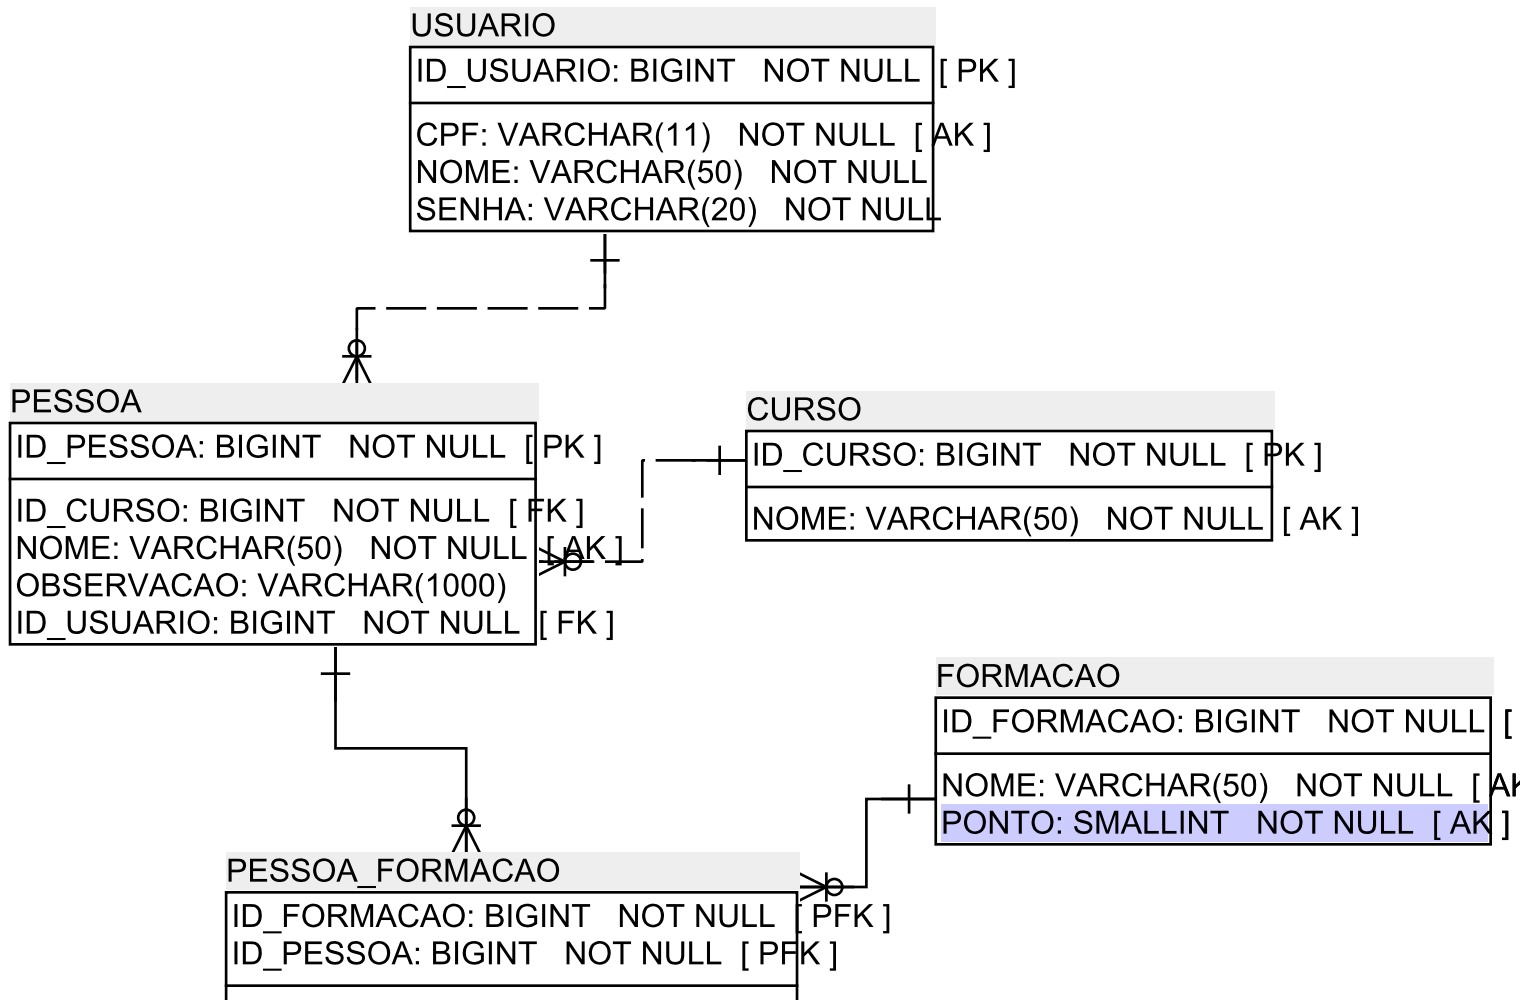 USUARIO
ID_USUARIO: BIGINT NOT NULL [ PK ]
CPF: VARCHAR(11) NOT NULL [ AK ]
NOME: VARCHAR(50) NOT NULL
SENHA: VARCHAR(20) NOT NULL
PESSOA
ID_PESSOA: BIGINT NOT NULL [ PK ]
ID_CURSO: BIGINT NOT NULL [ FK ]
NOME: VARCHAR(50) NOT NULL [ AK ]
OBSERVACAO: VARCHAR(1000)
ID_USUARIO: BIGINT NOT NULL [ FK ]
CURSO
ID_CURSO: BIGINT NOT NULL [ PK ]
NOME: VARCHAR(50) NOT NULL [ AK ]
FORMACAO
ID_FORMACAO: BIGINT NOT NULL [
NOME: VARCHAR(50) NOT NULL [ AK
PONTO: SMALLINT NOT NULL [ AK ]
PESSOA_FORMACAO
ID_FORMACAO: BIGINT NOT NULL [ PFK ]
ID_PESSOA: BIGINT NOT NULL [ PFK ]